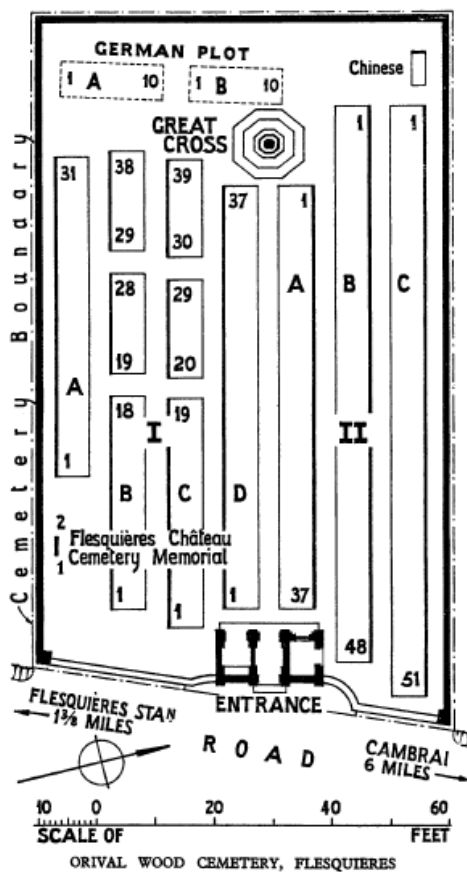 GERMAN PLOT
1 A 10
1 B 10
Chinese
GREAT
CROSS
31
38
39
37
1
1
1
29
30
28
29
A
B
C
19
20
A
18
19
I
II
B
C
D
2
Flesquières Château
Cemetery Memorial
1
1
1
1
37
48
51
Cemetery Boundary
ENTRANCE
FLESQUIÈRES STAN
1 3/8 MILES
ROAD
CAMBRAI
6 MILES
10 0 20 40 60
SCALE OF FEET
ORIVAL WOOD CEMETERY, FLESQUIERES